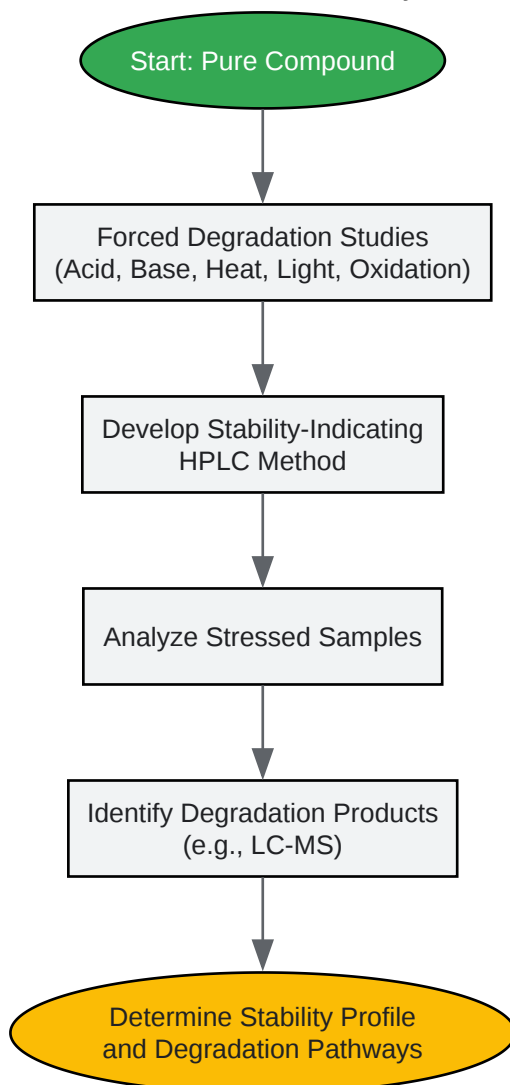 Start: Pure Compound
Forced Degradation Studies
(Acid, Base, Heat, Light, Oxidation)
Develop Stability-Indicating
HPLC Method
Analyze Stressed Samples
Identify Degradation Products
(e.g., LC-MS)
Determine Stability Profile
and Degradation Pathways